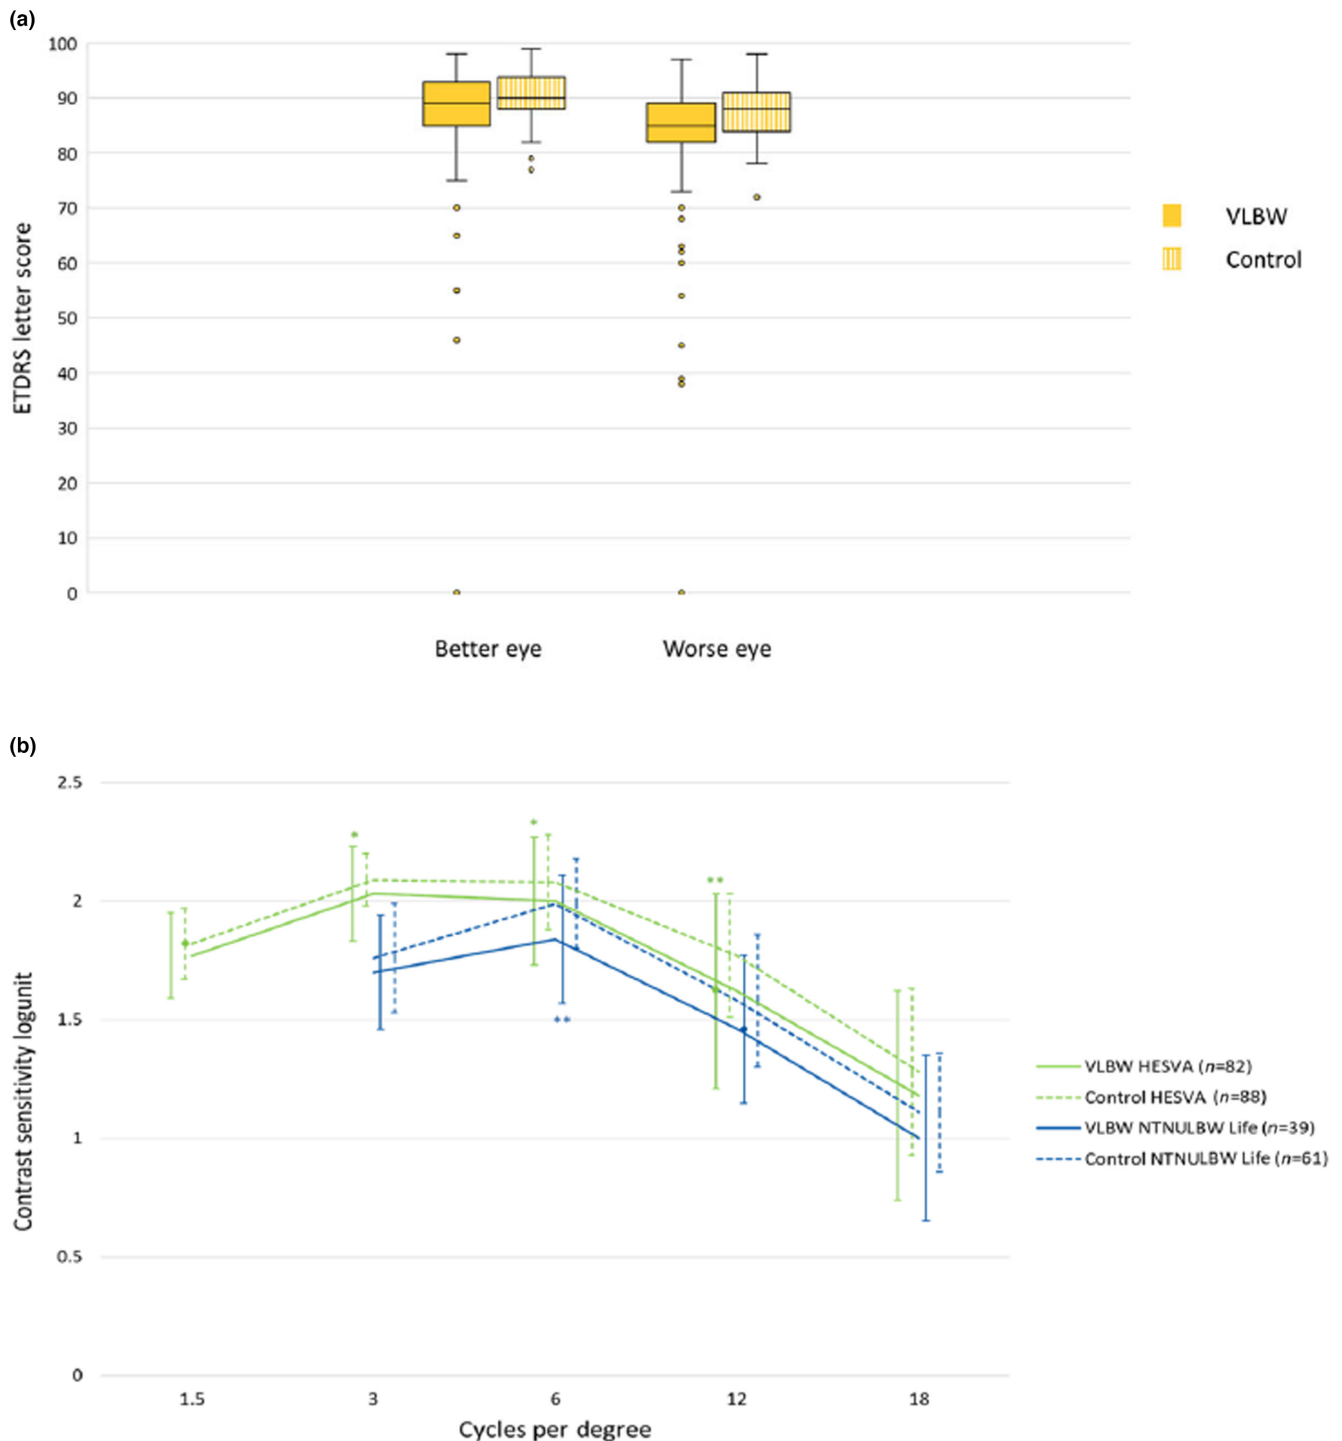 (a)
100
90
80
70
60
50
40
30
20
10
0
ETDRS letter score
Better eye
Worse eye
VLBW
Control
(b)
2.5
2
1.5
1
0.5
0
Contrast sensitivity logunit
*
*
**
**
1.5
3
6
12
18
Cycles per degree
VLBW HESVA (n=82)
Control HESVA (n=88)
VLBW NTNULBW Life (n=39)
Control NTNULBW Life (n=61)